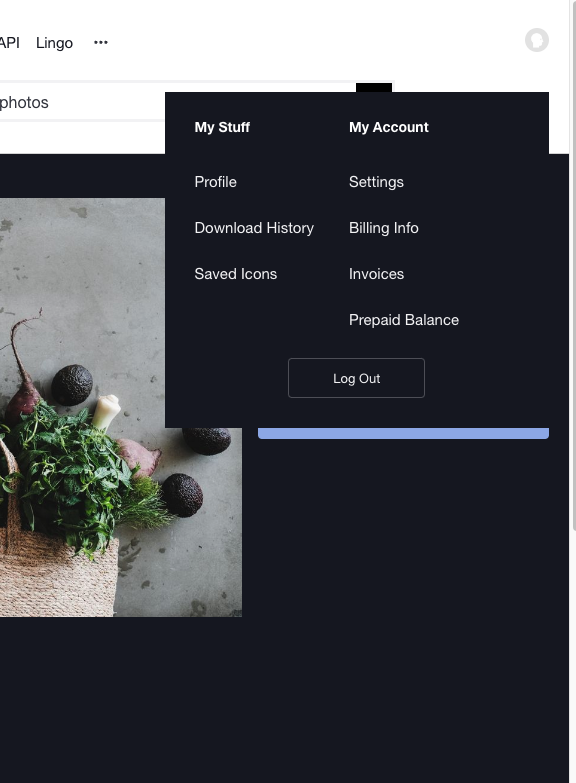 API Lingo •••
photos
My Stuff
Profile
Download History
Saved Icons
My Account
Settings
Billing Info
Invoices
Prepaid Balance
Log Out